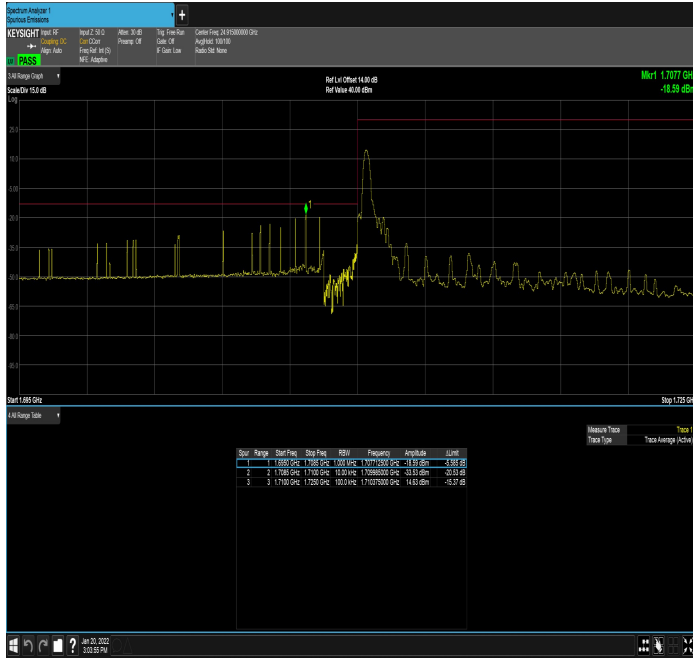 Spectrum Analyzer 1
Spurious Emissions
KEYSIGHT Input: RF Input Z: 50 Ω Atten: 30 dB Trig: Free Run Center Freq: 24.915000000 GHz
Coupling: DC Corr CCorr Preamp: Off Gate: Off Avg|Hold: 100/100
Align: Auto Freq Ref: Int (S) IF Gain: Low Radio Std: None
NFE: Adaptive
PASS
3 All Range Graph
Ref Lvl Offset 14.00 dB
Mkr1 1.7077 GH
Scale/Div 15.0 dB
Ref Value 40.00 dBm
-18.59 dBm
Log
25.0
10.0
-5.00
-20.0
-35.0
-50.0
-65.0
-80.0
-95.0
1
Start 1.695 GHz
Stop 1.725 GH
4 All Range Table
Measure Trace Trace 1
Trace Type Trace Average (Active)
Spur Range Start Freq Stop Freq RBW Frequency Amplitude ΔLimit
1 1 1.6950 GHz 1.7085 GHz 1.000 MHz 1.707712500 GHz -18.59 dBm -5.585 dB
2 2 1.7085 GHz 1.7100 GHz 10.00 kHz 1.709985000 GHz -33.53 dBm -20.53 dB
3 3 1.7100 GHz 1.7250 GHz 100.0 kHz 1.710375000 GHz 14.63 dBm -15.37 dB
?
Jan 20, 2022
3:03:55 PM